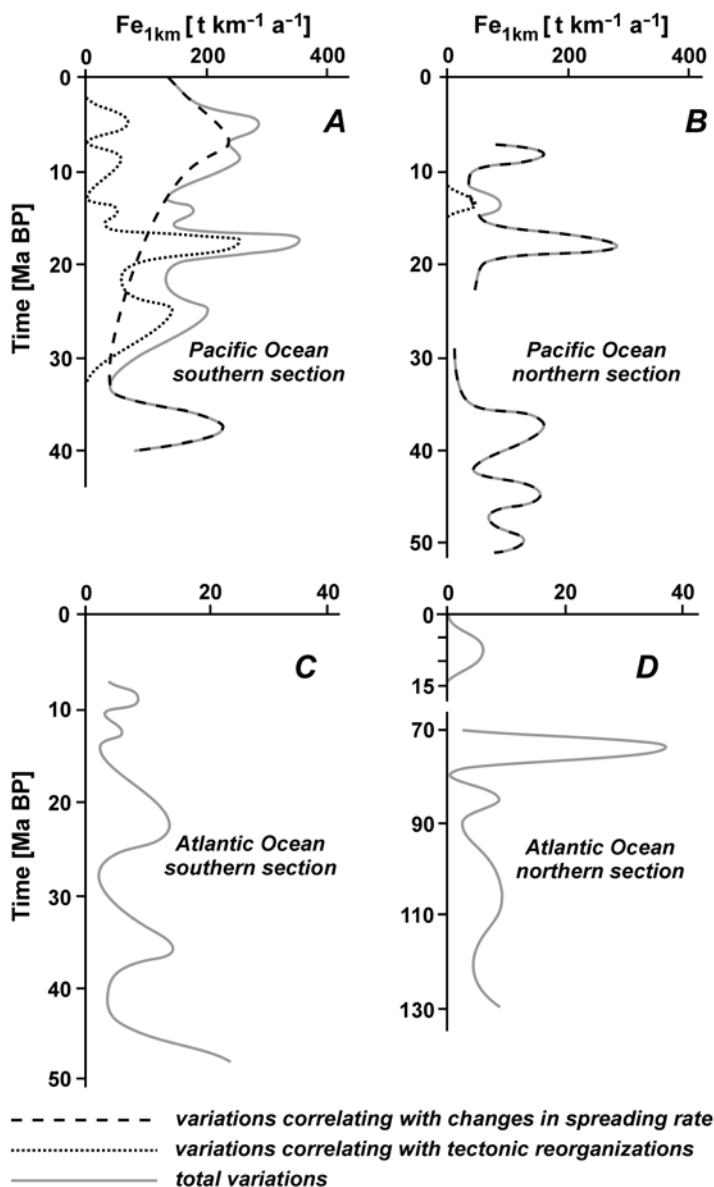 Fe1km [ t km–1 a–1] Fe1km [ t km–1 a–1]
0 200 400 0 200 400
0
10
20
30
40
Time [Ma BP]
A
Pacific Ocean
southern section
10
20
30
40
50
B
Pacific Ocean
northern section
0 20 40 0 20 40
0
10
20
30
40
50
Time [Ma BP]
C
Atlantic Ocean
southern section
0
15
70
90
110
130
D
Atlantic Ocean
northern section
variations correlating with changes in spreading rate
variations correlating with tectonic reorganizations
total variations